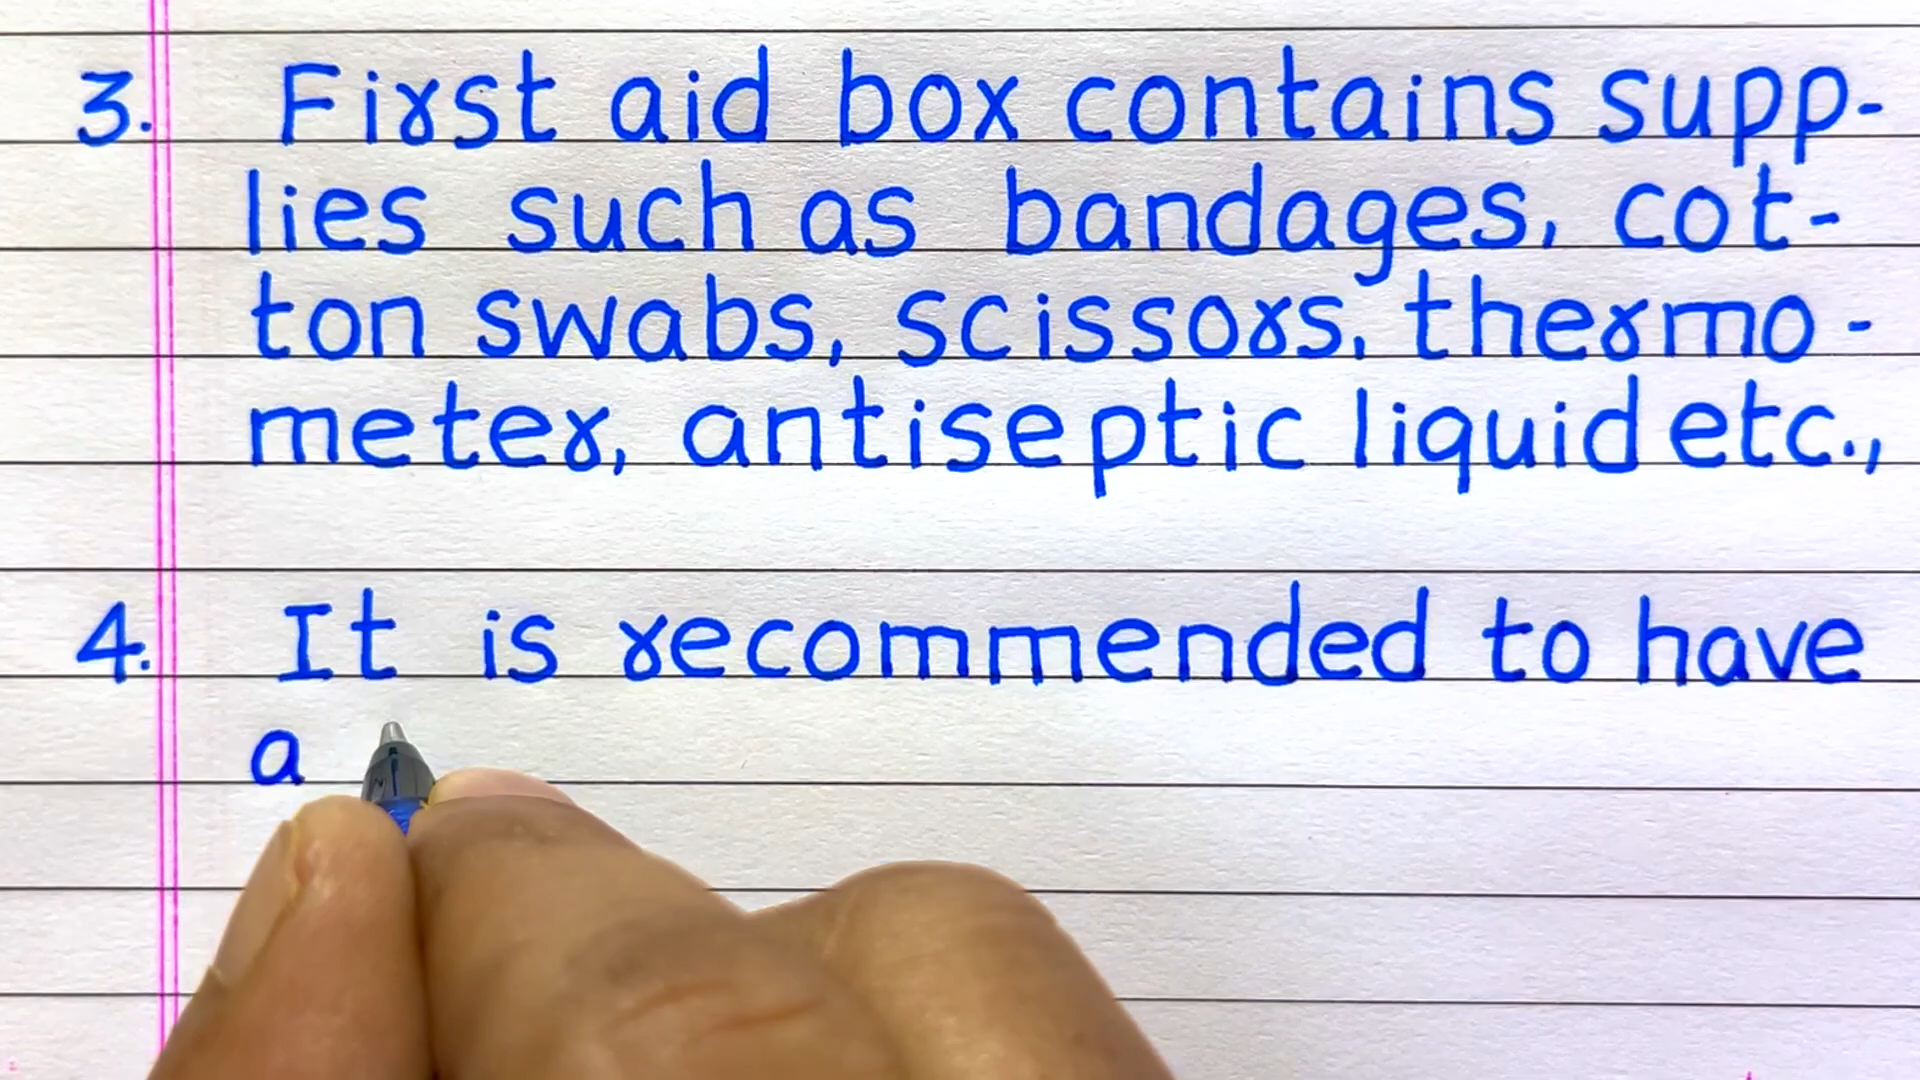 3. First aid box contains supp-
lies such as bandages, cot-
ton swabs, scissors, thermo-
meter, antiseptic liquid etc.,
4. It is recommended to have
a